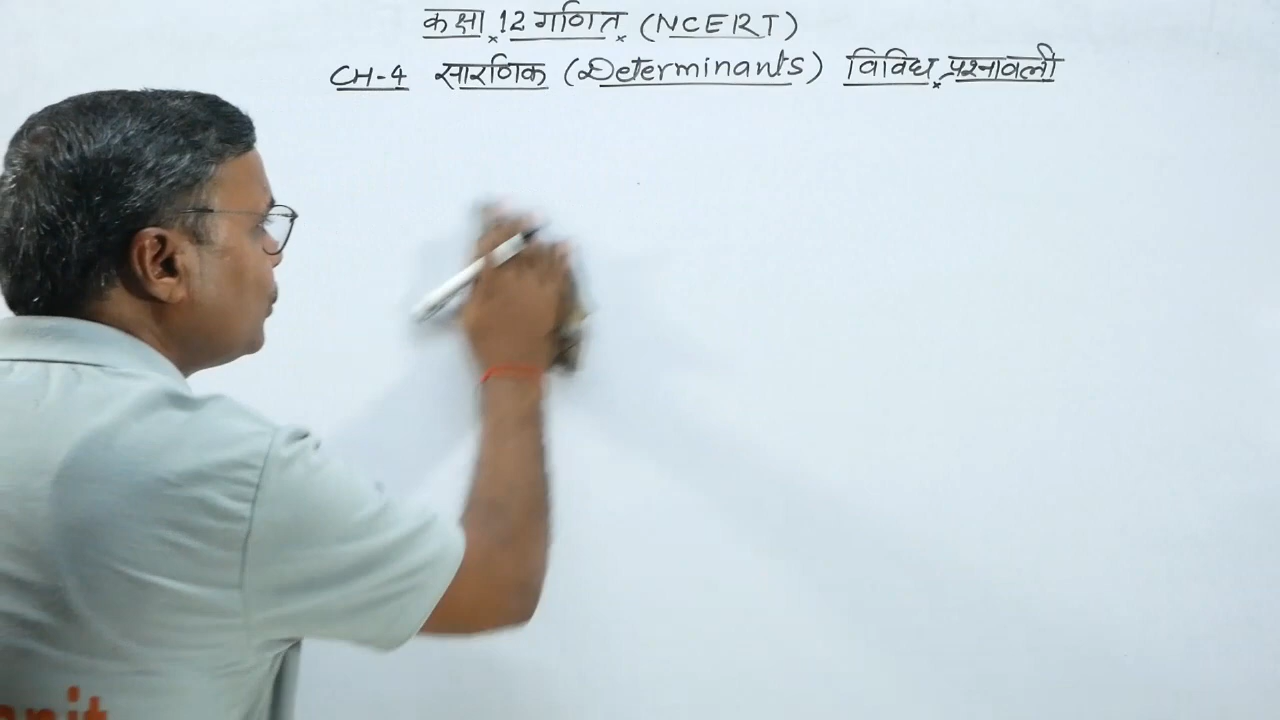 कक्षा 12 गणित (NCERT)
CH-4 सारणिक (Determinants) विविध प्रश्नावली